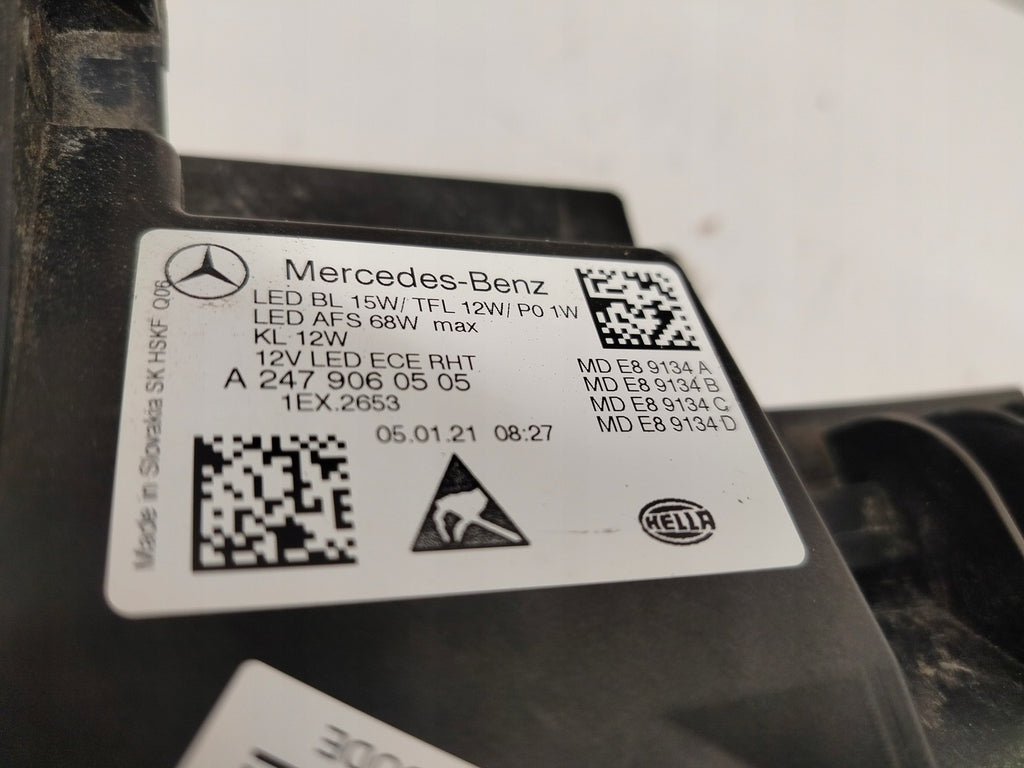 Mercedes-Benz
LED BL 15W/ TFL 12W/ PO 1W
LED AFS 68W max
KL 12W
12V LED ECE RHT
A 247 906 05 05
1EX.2653
05.01.21 08:27
MD E8 9134 A
MD E8 9134 B
MD E8 9134 C
MD E8 9134 D
HELLA
Made in Slovakia SK HSKF Q06